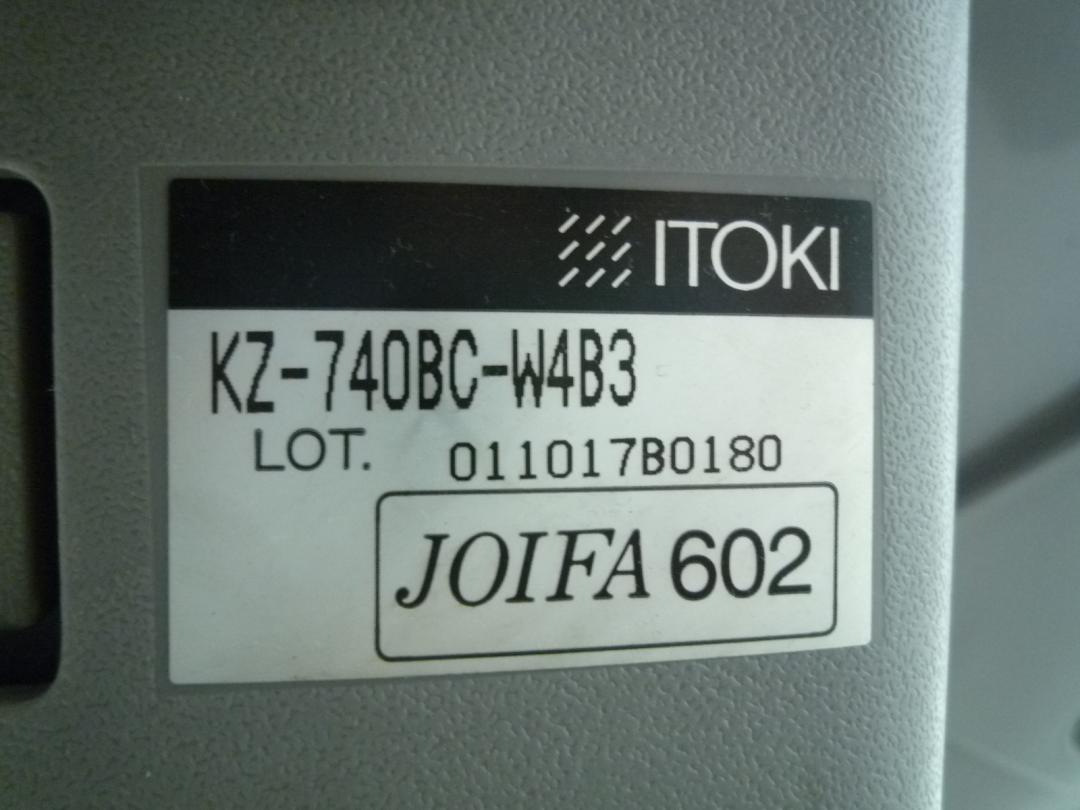 ITOKI
KZ-740BC-W4B3
LOT. 011017B0180
JOIFA 602